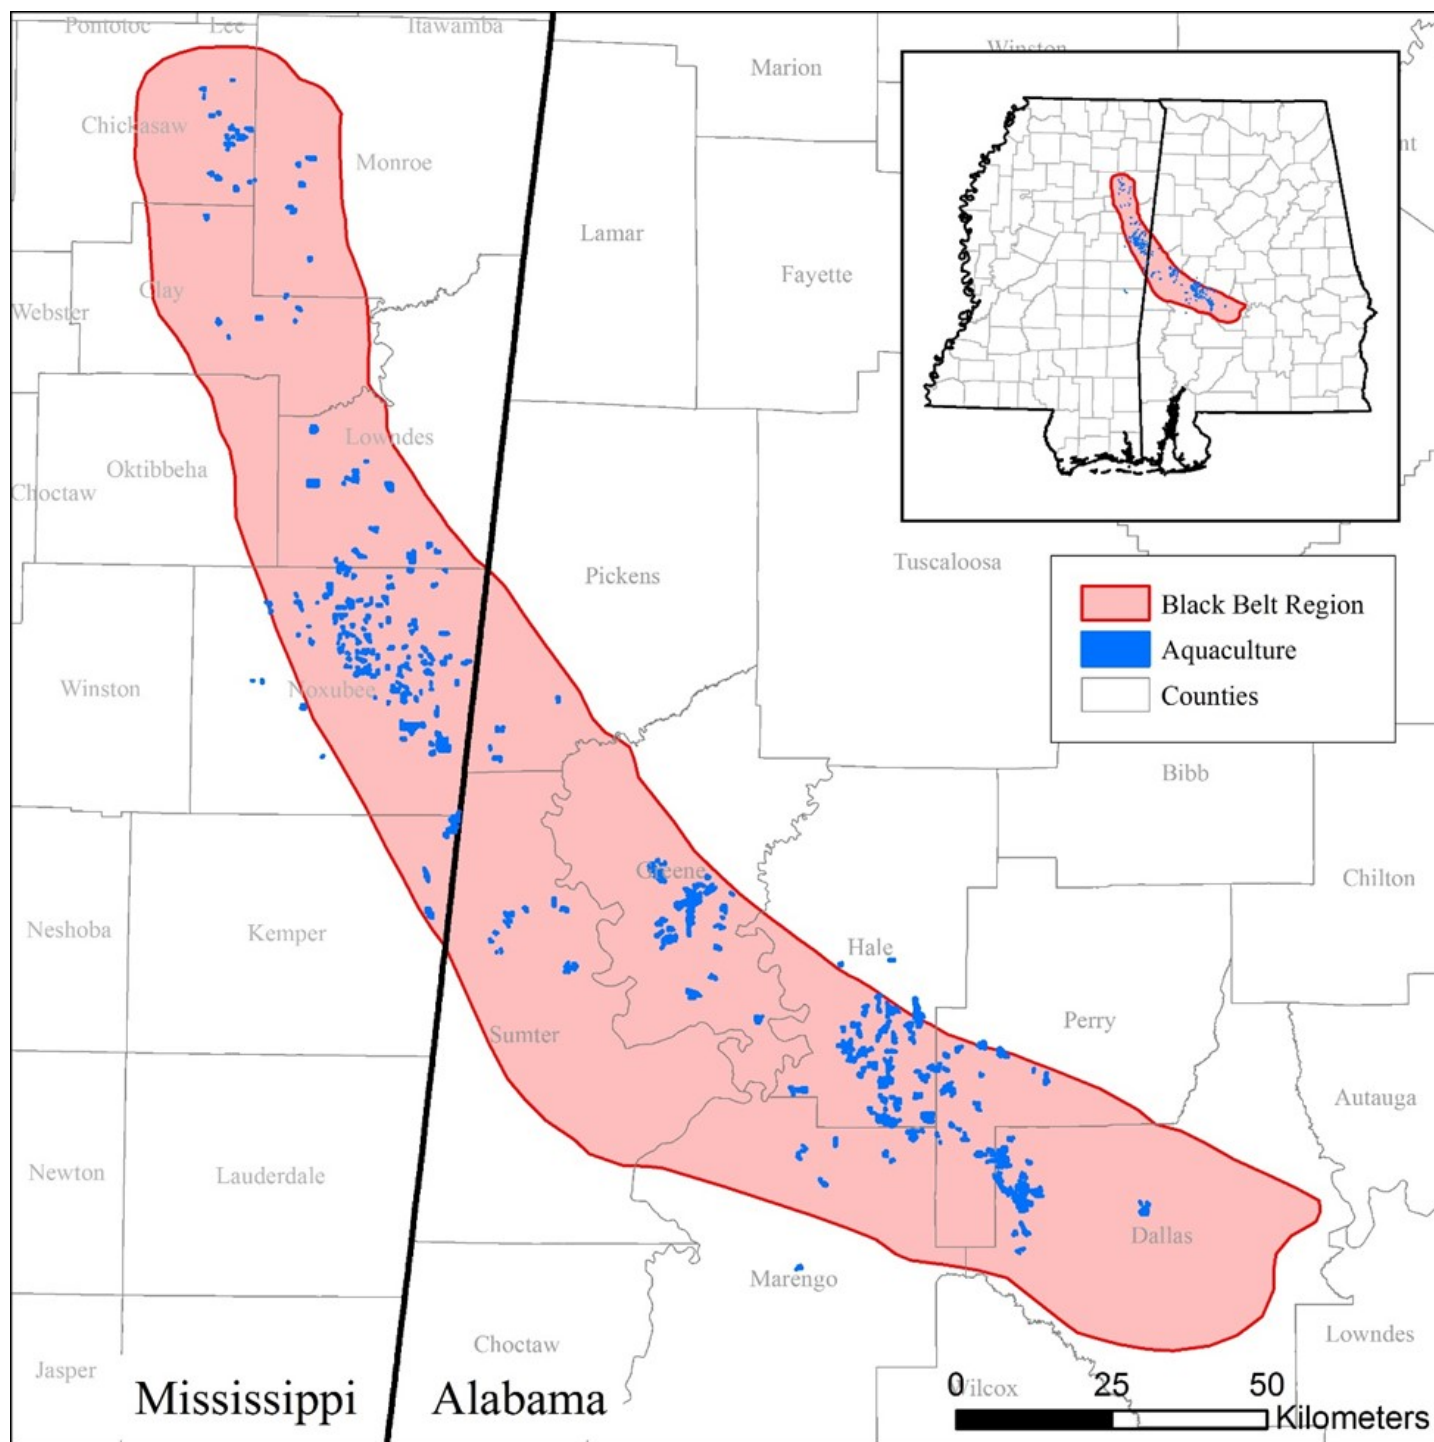 Pontotoc Lee Itawamba
Winston
Marion
Chickasaw
Monroe
nt
Lamar
Fayette
Clay
Webster
Lowndes
Oktibbeha
Choctaw
Tuscaloosa
Pickens
Black Belt Region
Aquaculture
Counties
Winston
Noxubee
Bibb
Greene
Chilton
Neshoba
Kemper
Hale
Perry
Sumter
Autauga
Newton
Lauderdale
Dallas
Marengo
Choctaw
Lowndes
Jasper
Wilcox
Mississippi
Alabama
0 25 50
Kilometers